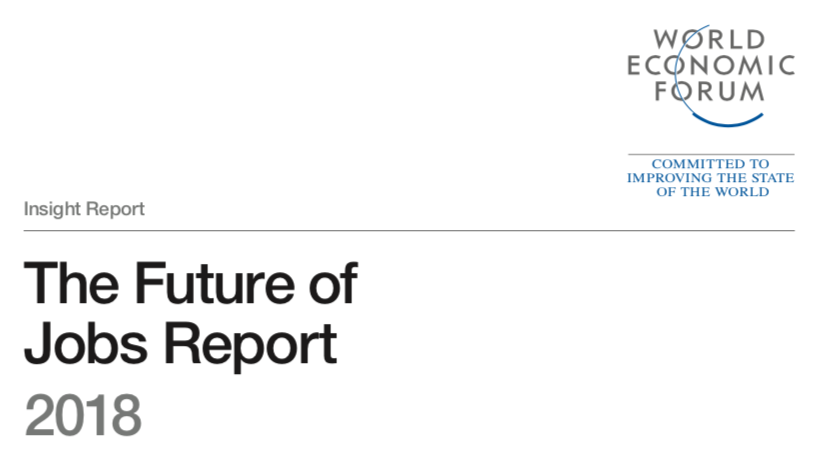 WORLD
ECONOMIC
FORUM
COMMITTED TO
IMPROVING THE STATE
OF THE WORLD
Insight Report
The Future of
Jobs Report
2018